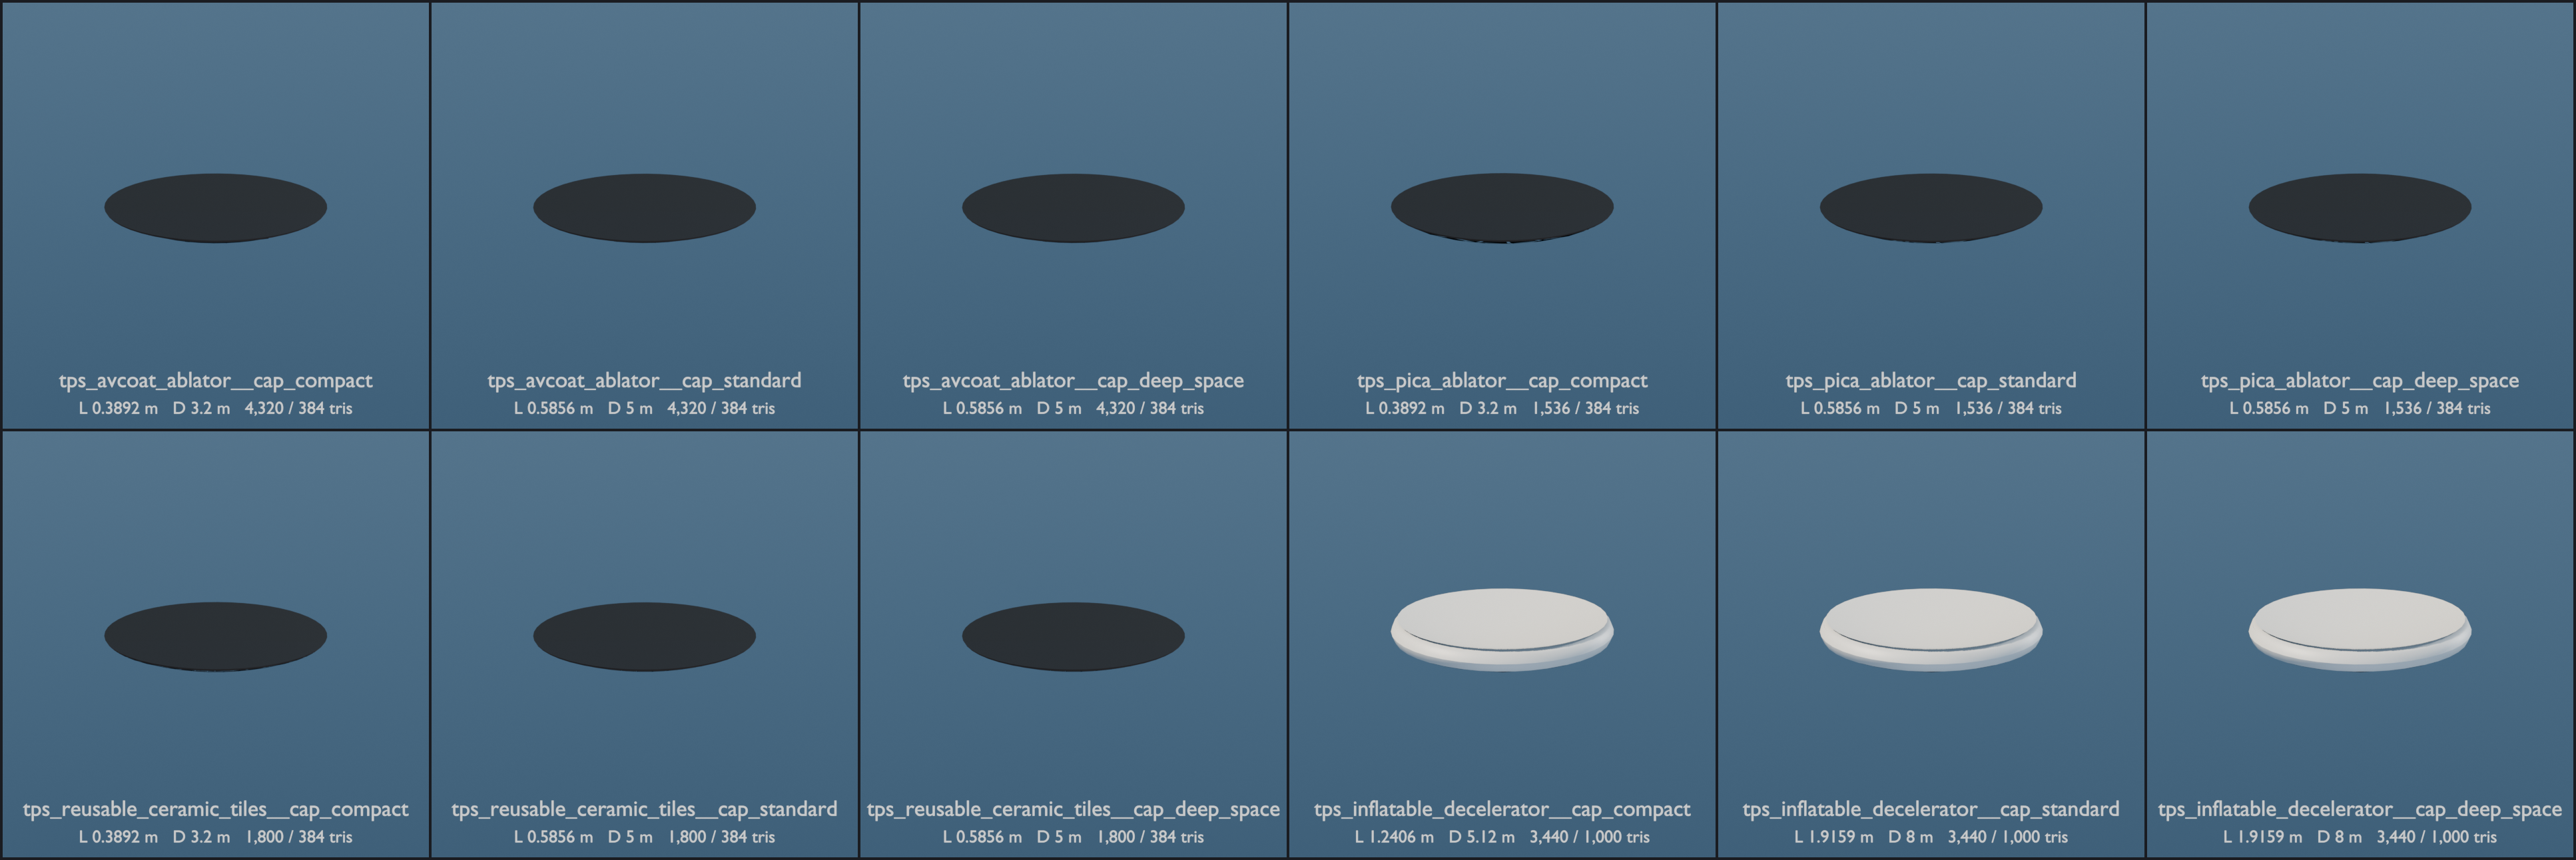 tps_avcoat_ablator__cap_compact
L 0.3892 m D 3.2 m 4,320 / 384 tris
tps_avcoat_ablator__cap_standard
L 0.5856 m D 5 m 4,320 / 384 tris
tps_avcoat_ablator__cap_deep_space
L 0.5856 m D 5 m 4,320 / 384 tris
tps_pica_ablator__cap_compact
L 0.3892 m D 3.2 m 1,536 / 384 tris
tps_pica_ablator__cap_standard
L 0.5856 m D 5 m 1,536 / 384 tris
tps_pica_ablator__cap_deep_space
L 0.5856 m D 5 m 1,536 / 384 tris
tps_reusable_ceramic_tiles__cap_compact
L 0.3892 m D 3.2 m 1,800 / 384 tris
tps_reusable_ceramic_tiles__cap_standard
L 0.5856 m D 5 m 1,800 / 384 tris
tps_reusable_ceramic_tiles__cap_deep_space
L 0.5856 m D 5 m 1,800 / 384 tris
tps_inflatable_decelerator__cap_compact
L 1.2406 m D 5.12 m 3,440 / 1,000 tris
tps_inflatable_decelerator__cap_standard
L 1.9159 m D 8 m 3,440 / 1,000 tris
tps_inflatable_decelerator__cap_deep_space
L 1.9159 m D 8 m 3,440 / 1,000 tris